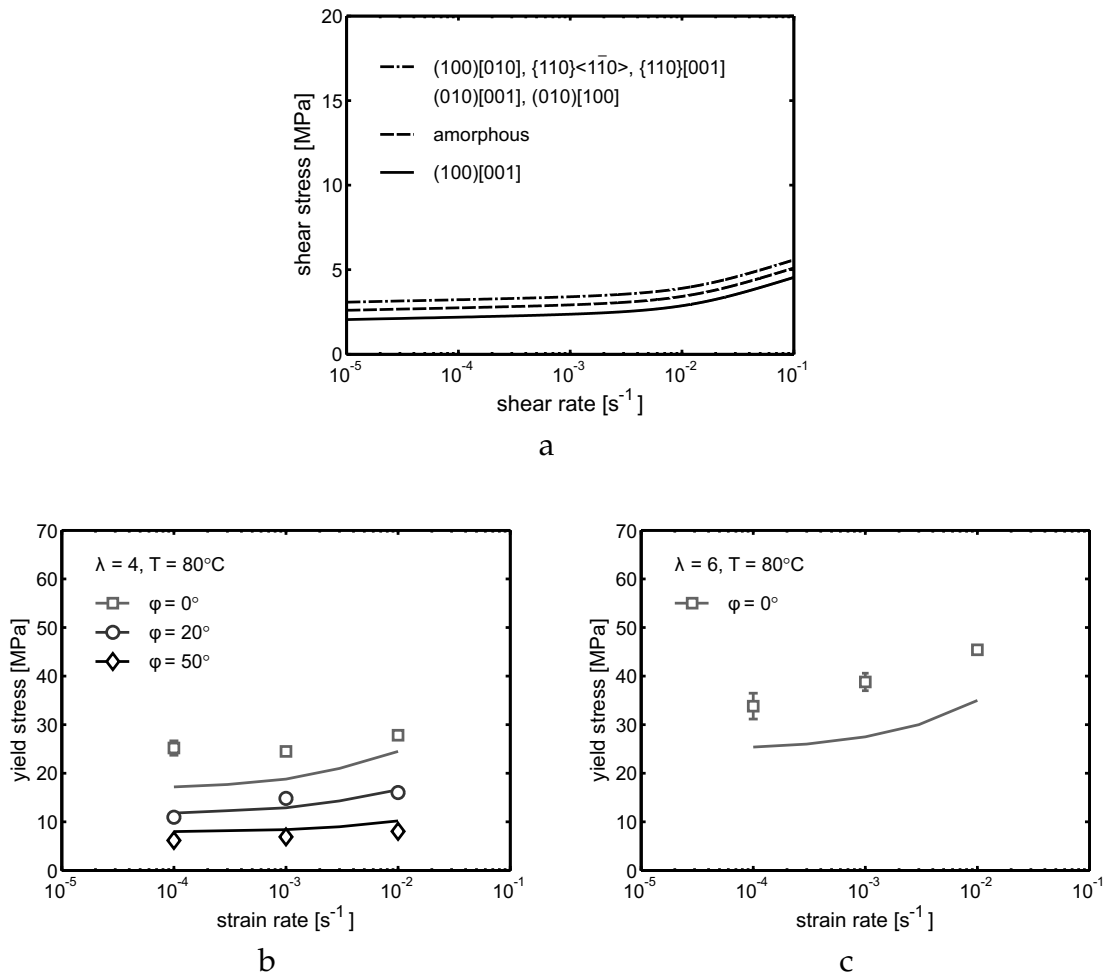 20
15
10
5
0
shear stress [MPa]
(100)[010], {110}<11̄0>, {110}[001]
(010)[001], (010)[100]
amorphous
(100)[001]
10⁻⁵ 10⁻⁴ 10⁻³ 10⁻² 10⁻¹
shear rate [s⁻¹]
a
70
60
50
40
30
20
10
0
yield stress [MPa]
λ = 4, T = 80°C
φ = 0°
φ = 20°
φ = 50°
10⁻⁵ 10⁻⁴ 10⁻³ 10⁻² 10⁻¹
strain rate [s⁻¹]
b
70
60
50
40
30
20
10
0
yield stress [MPa]
λ = 6, T = 80°C
φ = 0°
10⁻⁵ 10⁻⁴ 10⁻³ 10⁻² 10⁻¹
strain rate [s⁻¹]
c